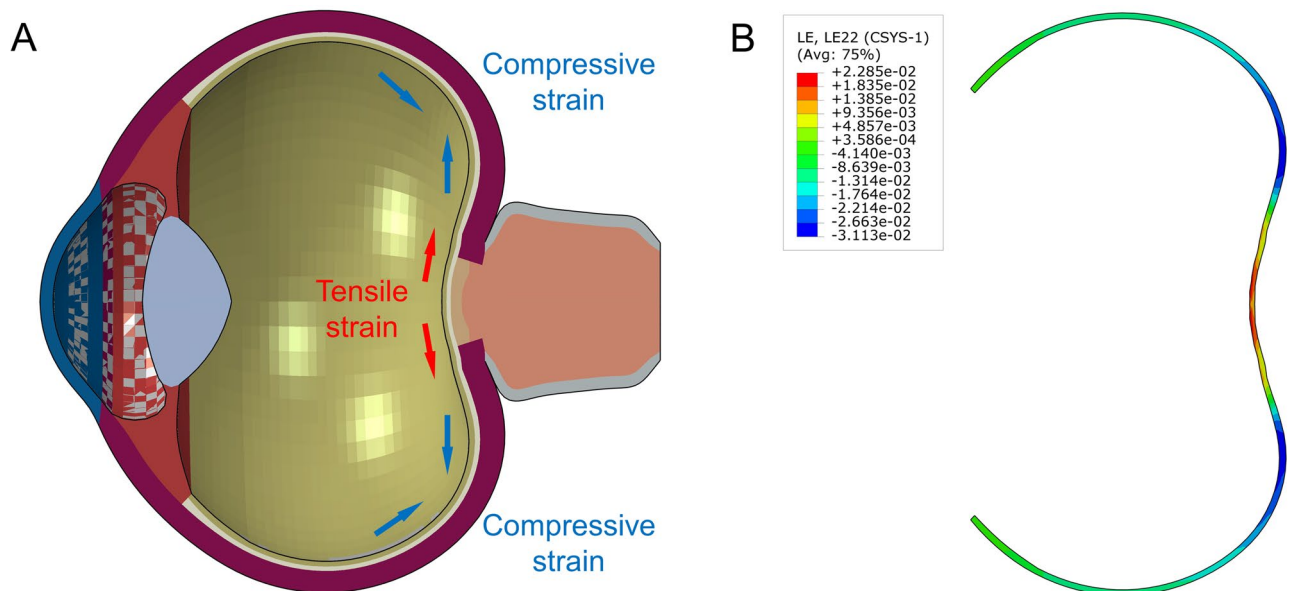 A
Compressive
strain
Tensile
strain
Compressive
strain
B
LE, LE22 (CSYS-1)
(Avg: 75%)
+2.285e-02
+1.835e-02
+1.385e-02
+9.356e-03
+4.857e-03
+3.586e-04
-4.140e-03
-8.639e-03
-1.314e-02
-1.764e-02
-2.214e-02
-2.663e-02
-3.113e-02